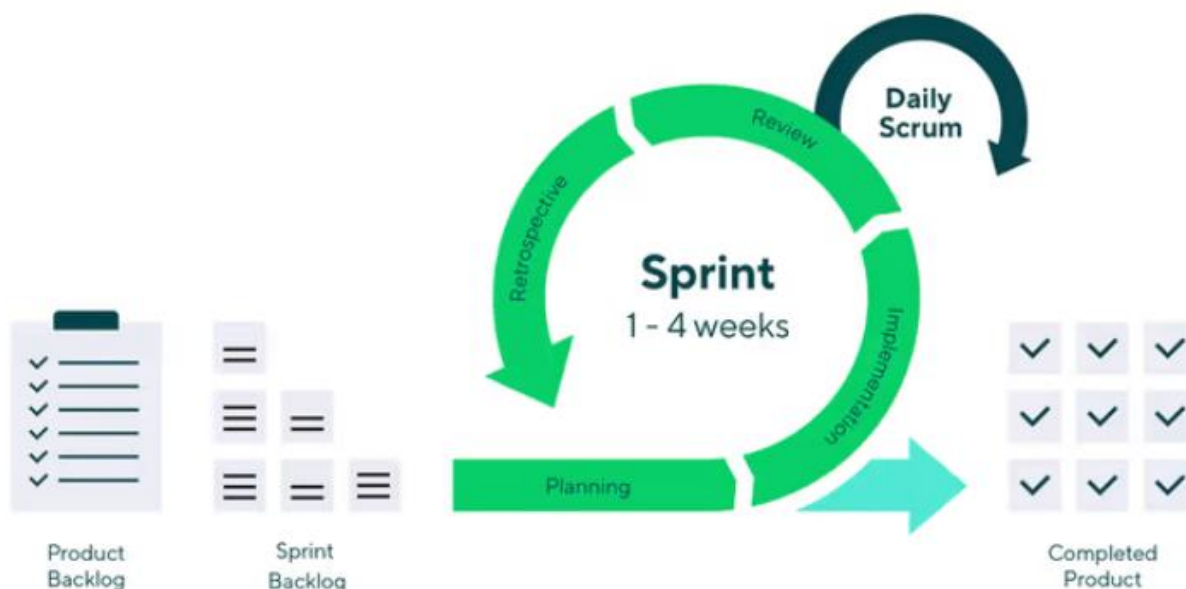 Daily
Scrum
Review
Retrospective
Sprint
1 - 4 weeks
Implementation
Planning
Product
Backlog
Sprint
Backlog
Completed
Product